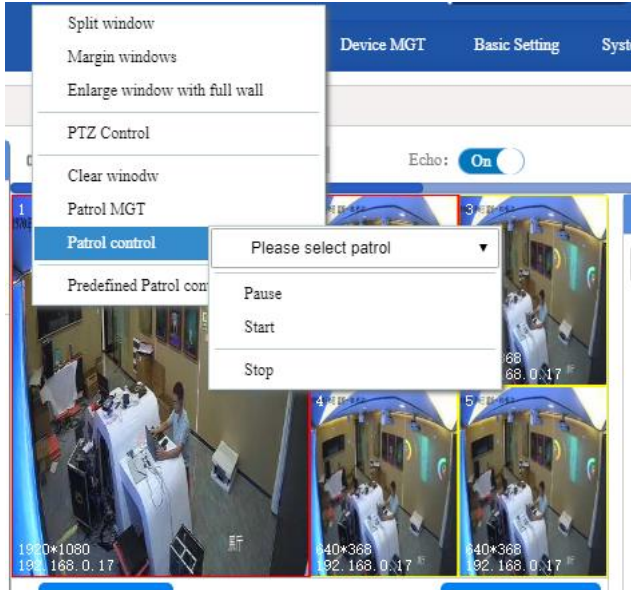 Split window
Margin windows
Enlarge window with full wall
PTZ Control
Clear winodw
Patrol MGT
Patrol control
Predefined Patrol con
Please select patrol
Pause
Start
Stop
Device MGT
Basic Setting
Syst
Echo:
On
1
3
368
68.0.17
4
5
1920*1080
192.168.0.17
640*368
192.168.0.17
640*368
192.168.0.17